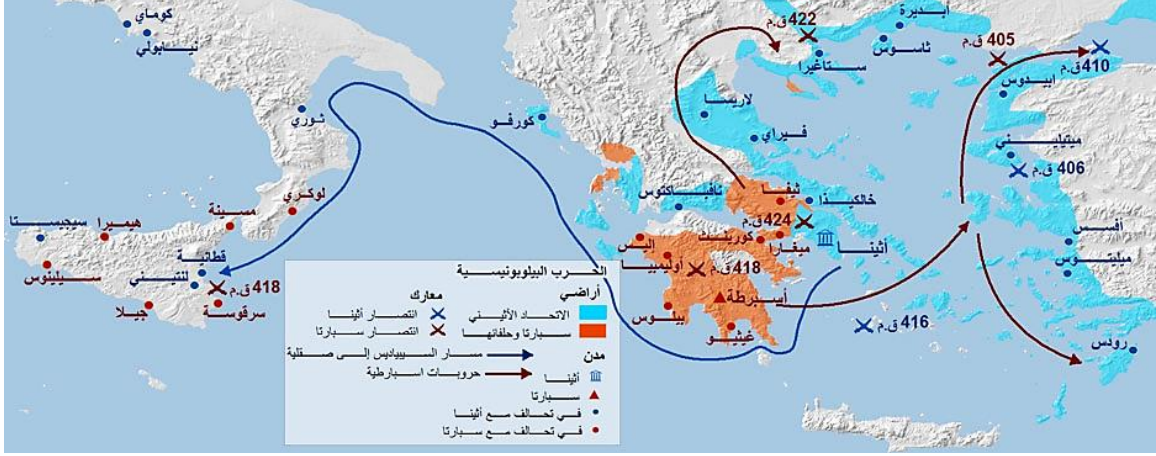 كوماي
نيابولي
ثوري
لوكري
مسينة
هيميرا
سيجيستا
قطانية
للنتيني
سيلينوس
418 ق.م
جيلا
سرقوسة
كورفو
422 ق.م
أبديرة
ثاسوس
ستاغيرا
405 ق.م
410 ق.م
ابيدوس
لاريسا
فيراي
ميتيليني
406 ق.م
نافباكتوس
ثيفا
خالكيذا
424 ق.م
أثينا
ميغارا
كورينث
إليس
أوليمبيا
418 ق.م
أسبرطة
بيلوس
غيثيو
أفسس
ميليتوس
416 ق.م
رودس
الحرب البيلوبونيسية
أراضي
الاتحاد الأثيني
سبارتا وحلفائها
معارك
انتصار أثينا
انتصار سبارتا
مسار السيبياديس إلى صقلية
حروبات اسبارطية
مدن
أثينا
سبارتا
في تحالف مع أثينا
في تحالف مع سبارتا